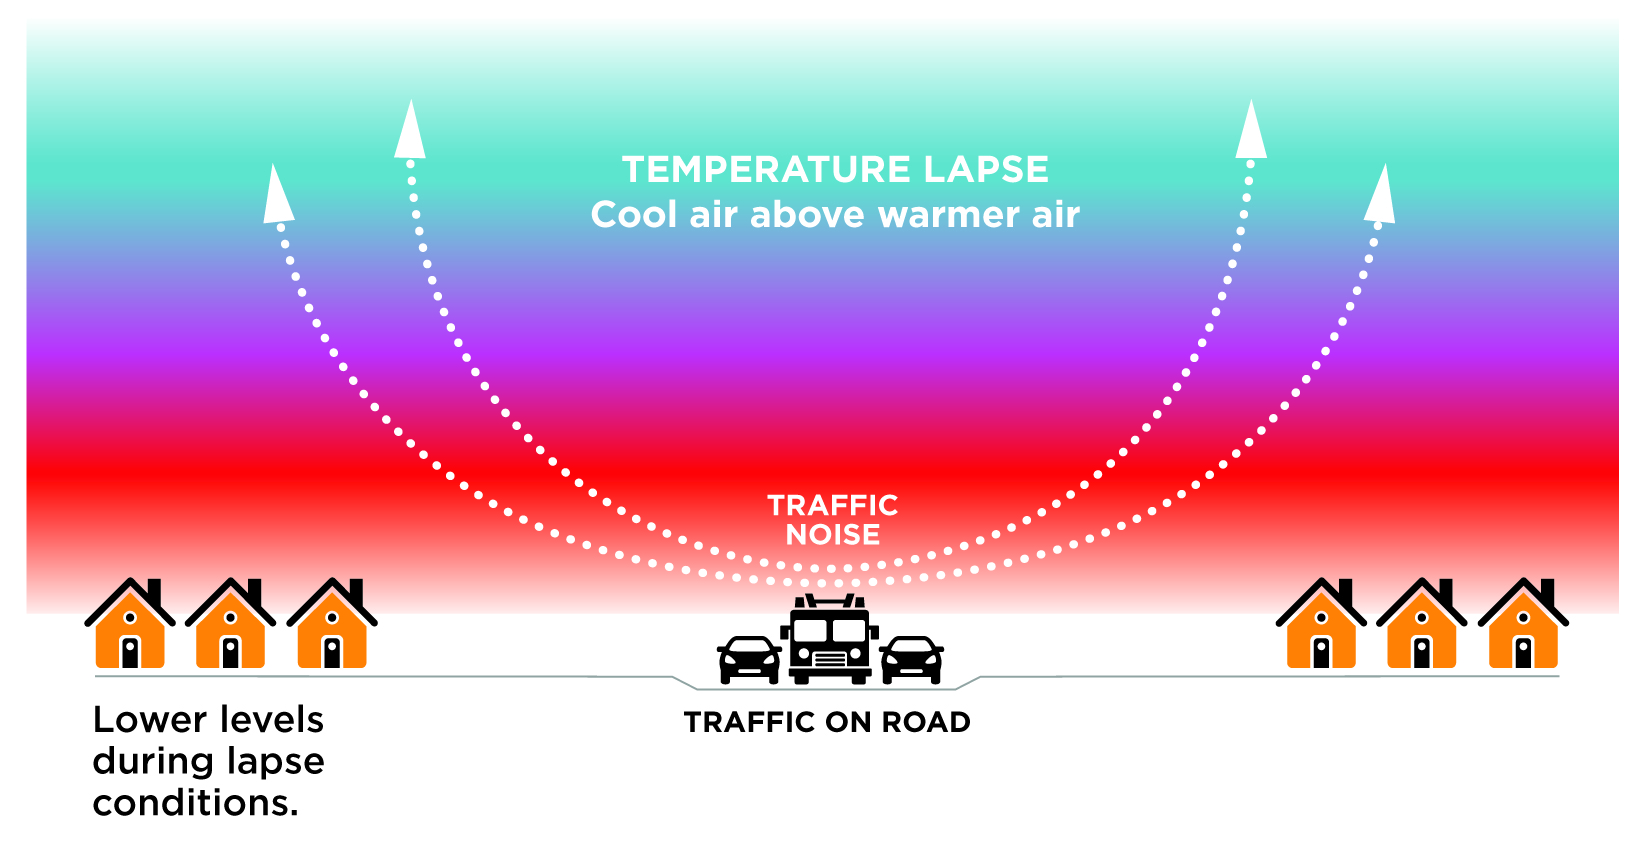 TEMPERATURE LAPSE
Cool air above warmer air
TRAFFIC
NOISE
TRAFFIC ON ROAD
Lower levels
during lapse
conditions.